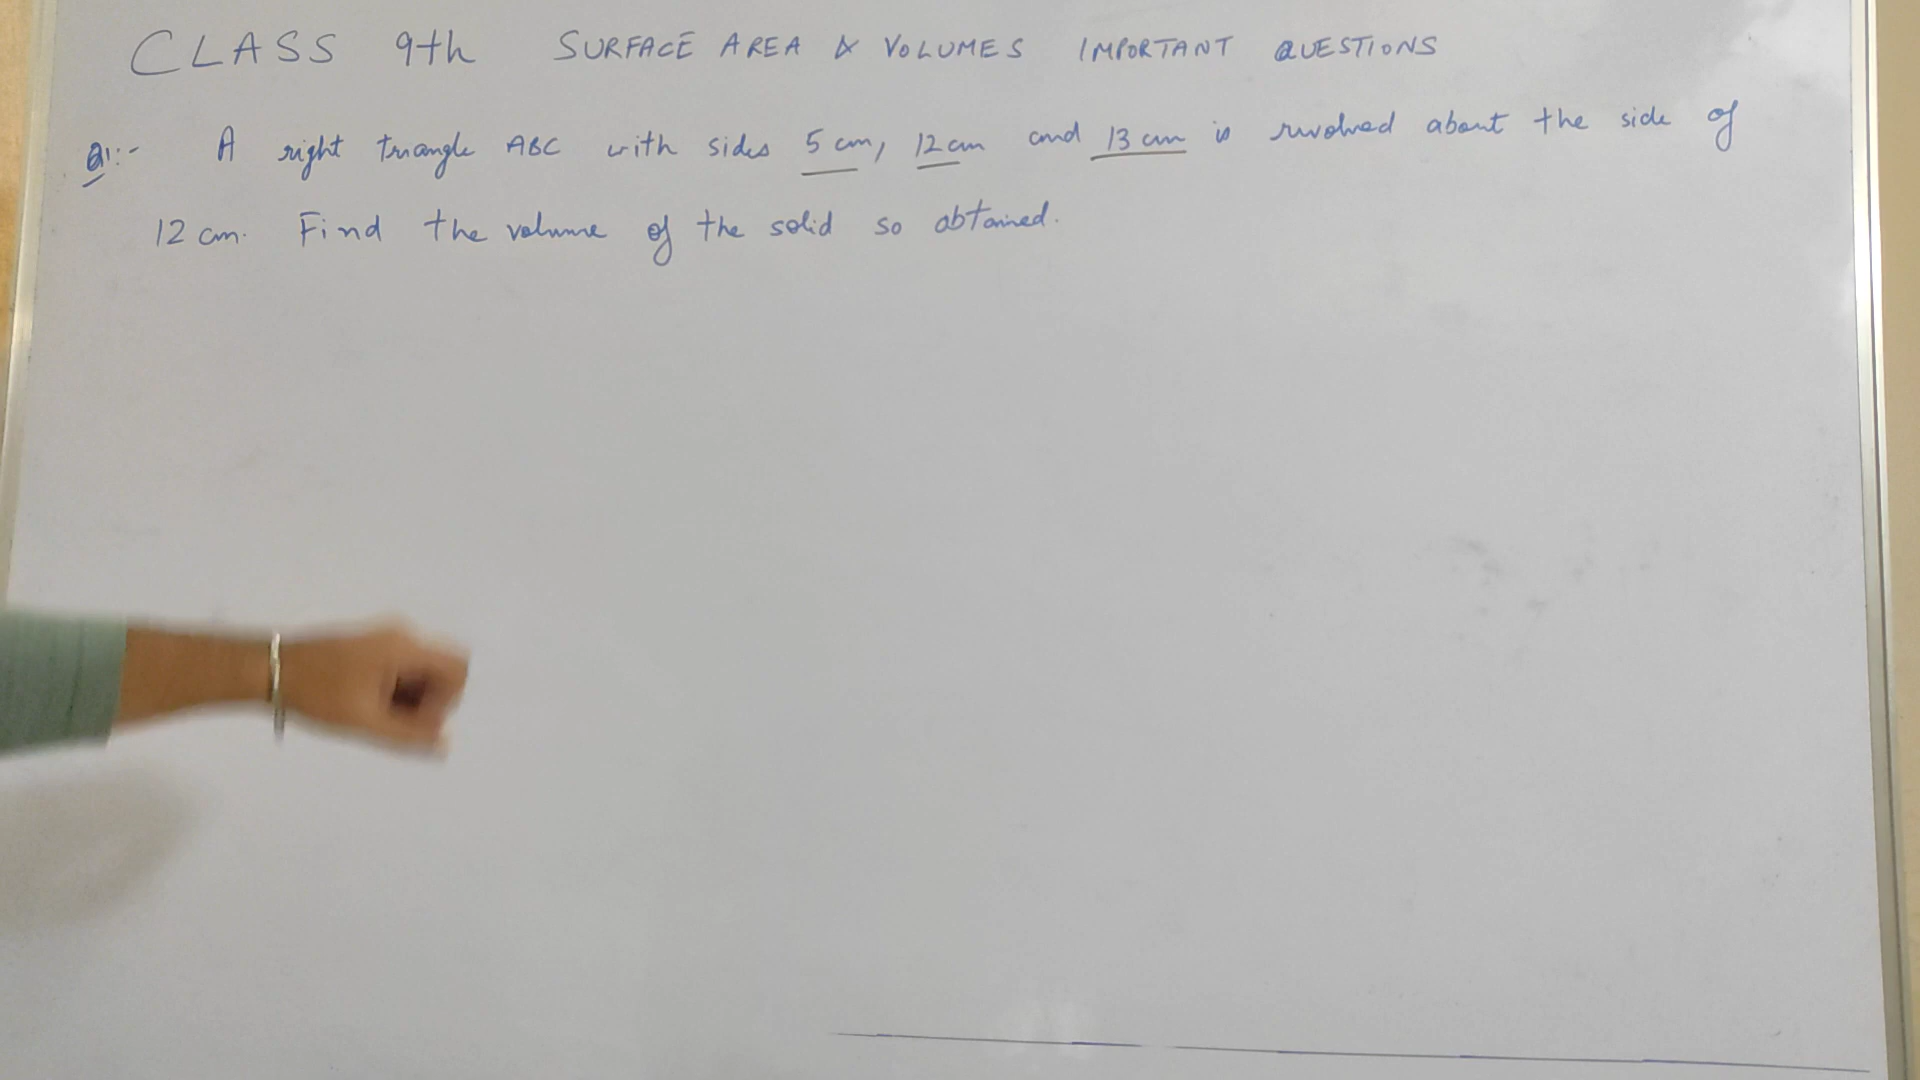 CLASS 9th SURFACE AREA & VOLUMES IMPORTANT QUESTIONS
Q1:- A right triangle ABC with sides 5 cm, 12 cm and 13 cm is revolved about the side of
12 cm. Find the volume of the solid so obtained.